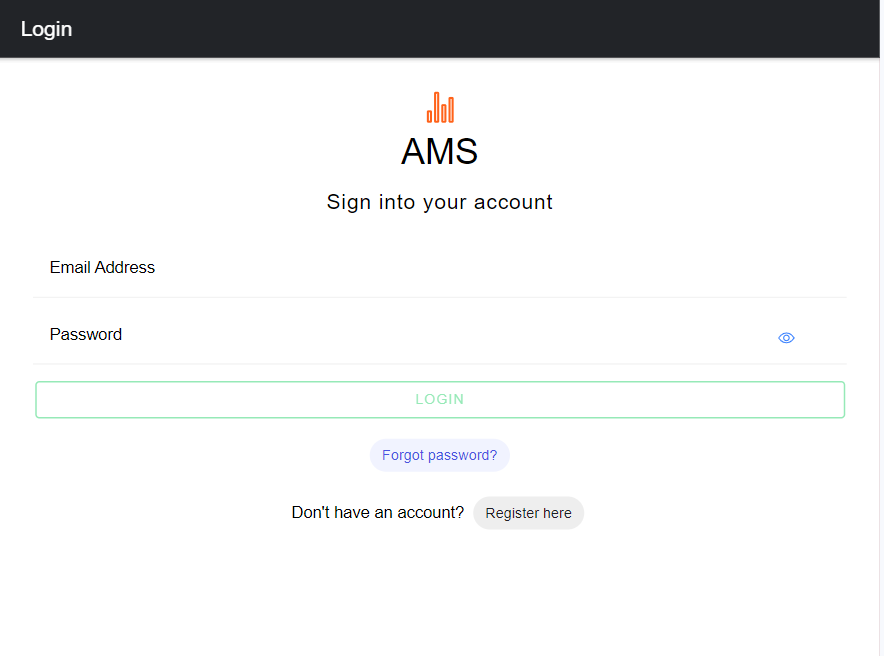 Login
AMS
Sign into your account
Email Address
Password
LOGIN
Forgot password?
Don't have an account? Register here